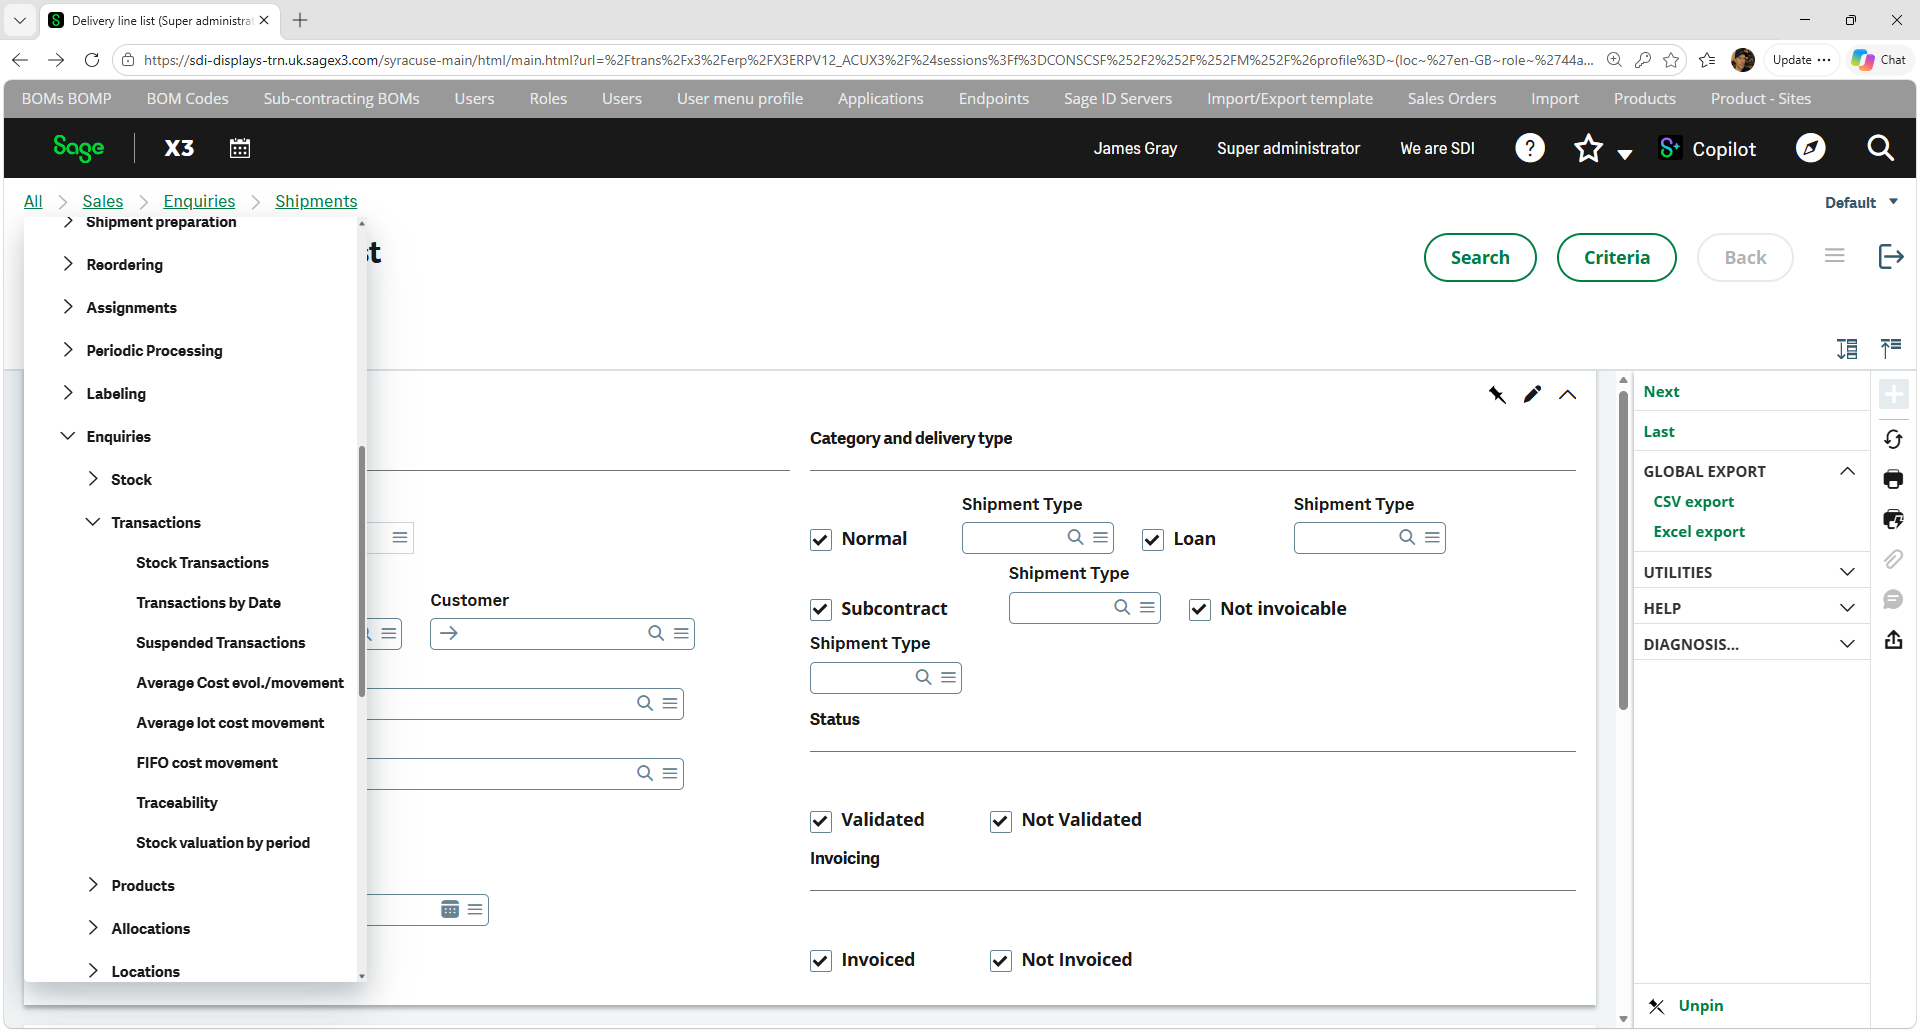 Delivery line list (Super administra
https://sdi-displays-trn.uk.sagex3.com/syracuse-main/html/main.html?url=%2Ftrans%2Fx3%2Ferp%2FX3ERPV12_ACUX3%2F%24sessions%3Ff%3DCONSCSF%252F2%252F%252FM%252F%26profile%3D~(loc~%27en-GB~role~%2744a...
Update
Chat
BOMs BOMP
BOM Codes
Sub-contracting BOMs
Users
Roles
Users
User menu profile
Applications
Endpoints
Sage ID Servers
Import/Export template
Sales Orders
Import
Products
Product - Sites
Sage
X3
James Gray
Super administrator
We are SDI
Copilot
All
Sales
Enquiries
Shipments
Default
st
Search
Criteria
Back
Shipment preparation
Reordering
Assignments
Periodic Processing
Labeling
Enquiries
Stock
Transactions
Stock Transactions
Transactions by Date
Suspended Transactions
Average Cost evol./movement
Average lot cost movement
FIFO cost movement
Traceability
Stock valuation by period
Products
Allocations
Locations
Customer
Category and delivery type
Normal
Shipment Type
Loan
Shipment Type
Subcontract
Shipment Type
Not invoicable
Shipment Type
Status
Validated
Not Validated
Invoicing
Invoiced
Not Invoiced
Next
Last
GLOBAL EXPORT
CSV export
Excel export
UTILITIES
HELP
DIAGNOSIS...
Unpin